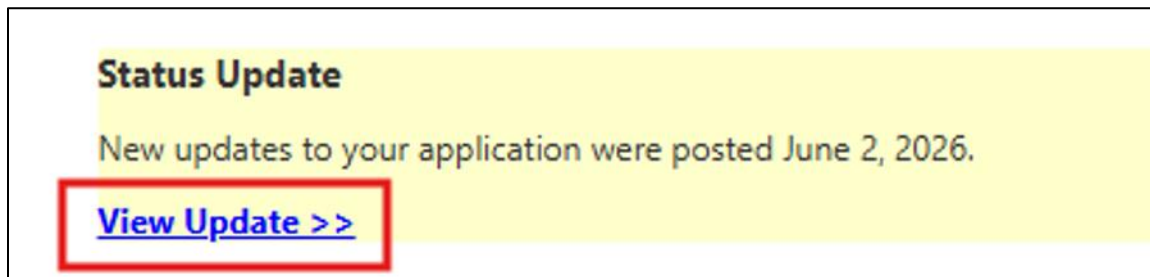 Status Update
New updates to your application were posted June 2, 2026.
View Update >>